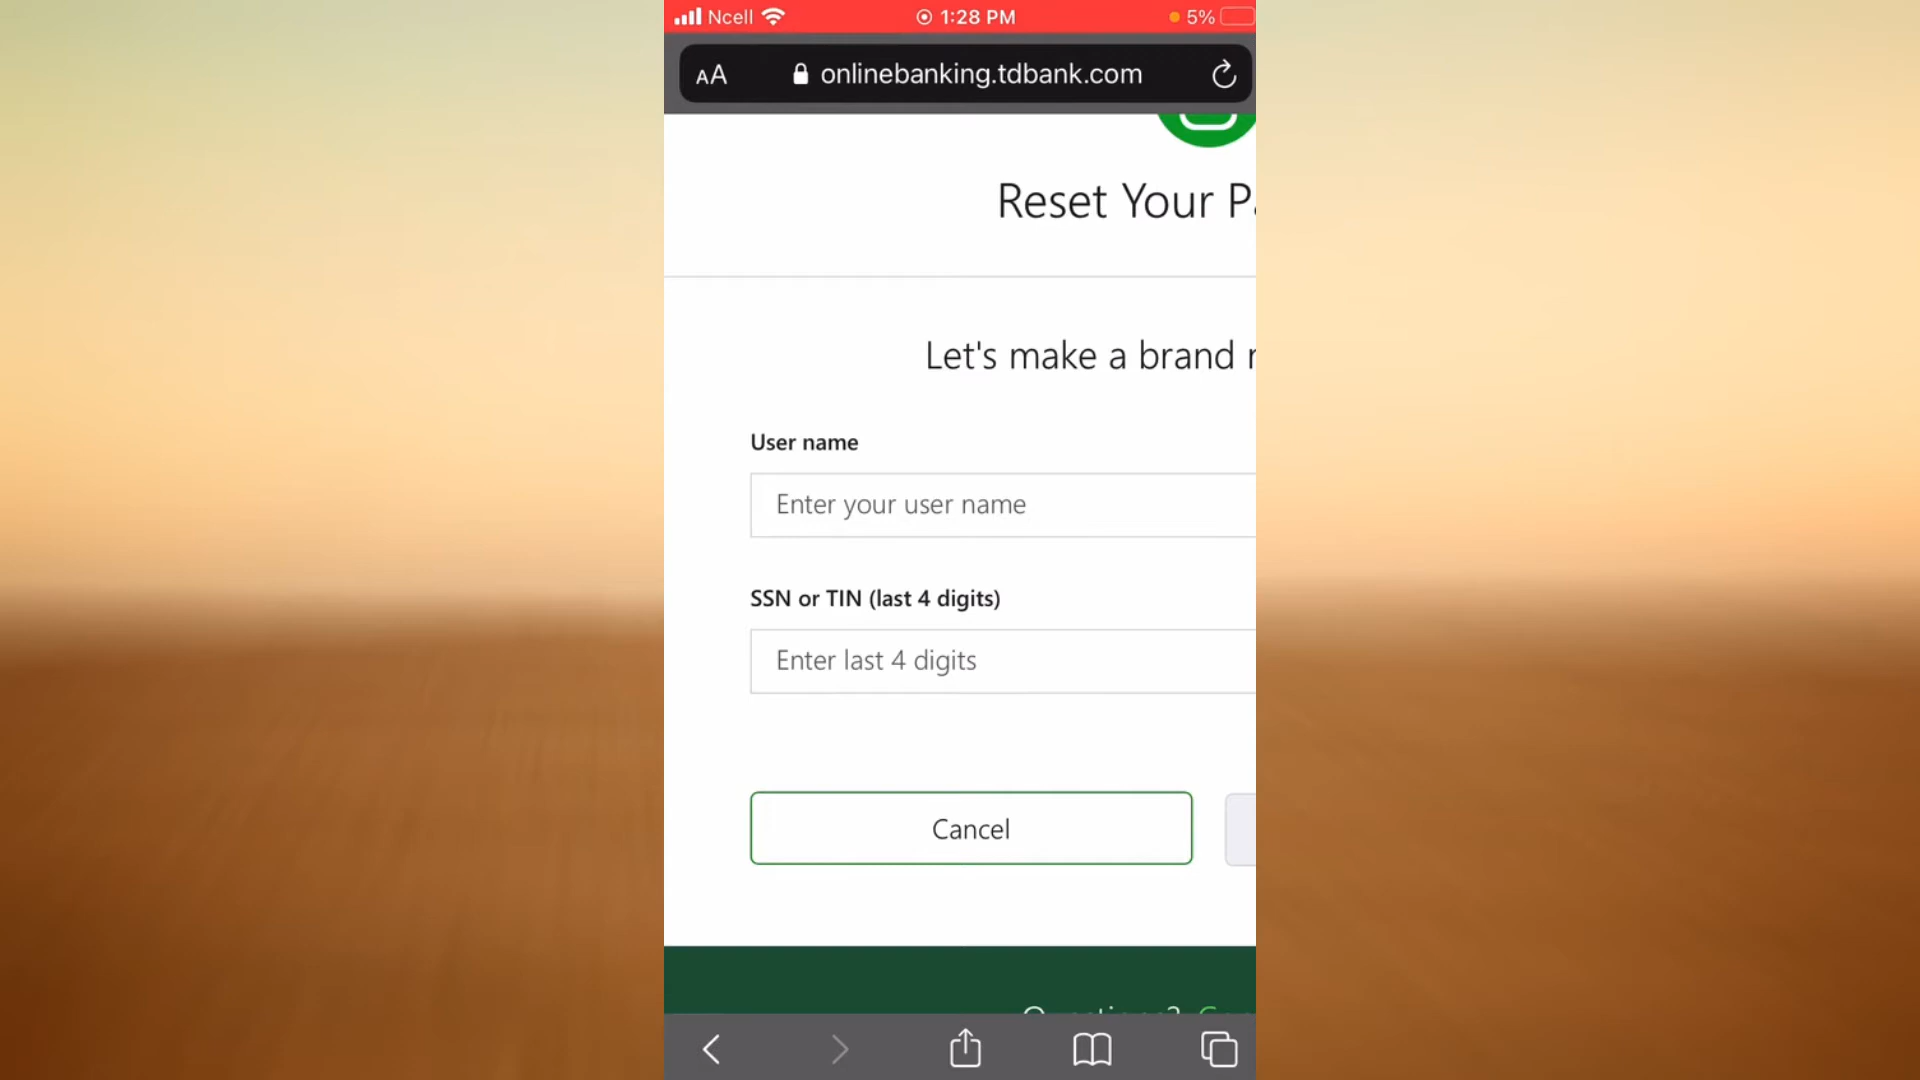 Ncell 1:28 PM 5%
AA onlinebanking.tdbank.com
Reset Your
Let's make a brand
User name
Enter your user name
SSN or TIN (last 4 digits)
Enter last 4 digits
Cancel